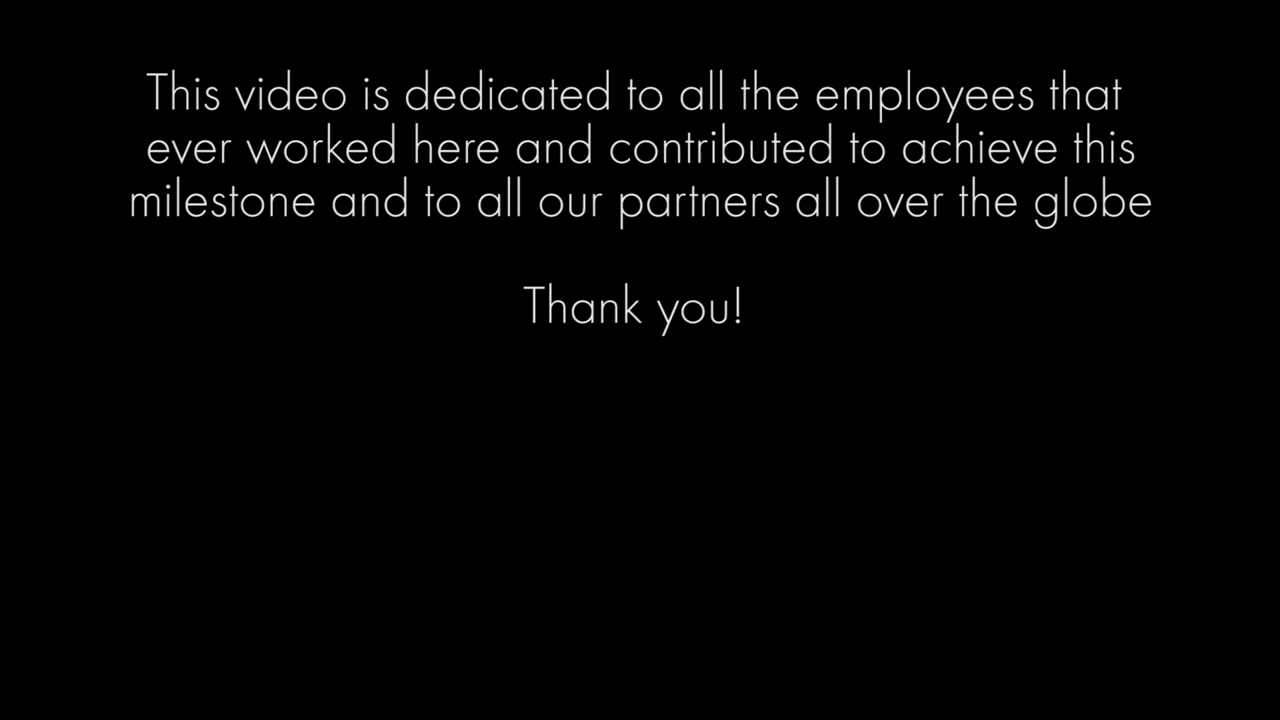 This video is dedicated to all the employees that
ever worked here and contributed to achieve this
milestone and to all our partners all over the globe
Thank you!